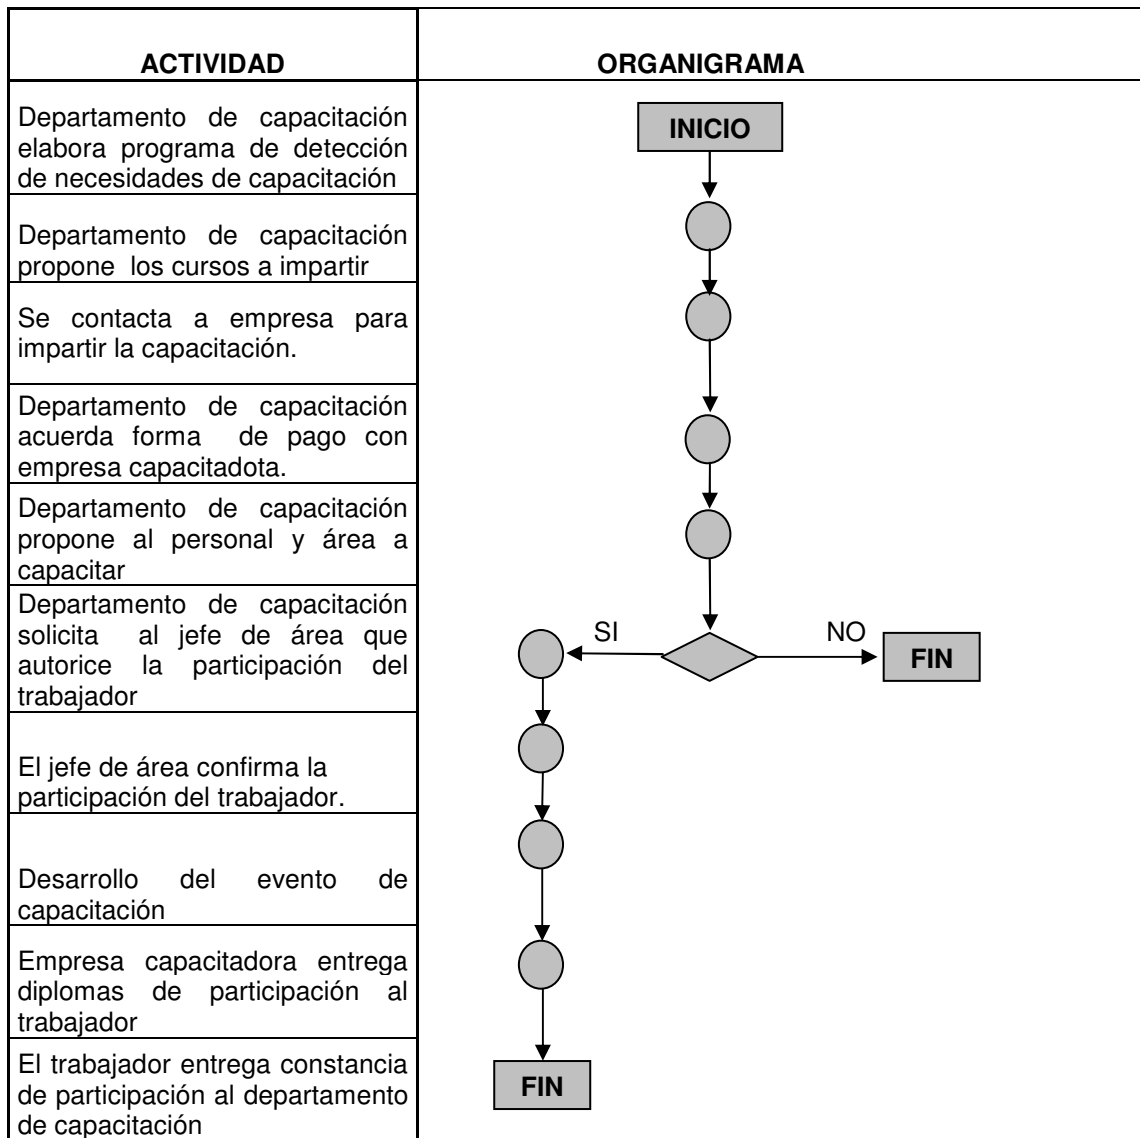 ACTIVIDAD
ORGANIGRAMA
Departamento de capacitación
elabora programa de detección
de necesidades de capacitación
INICIO
Departamento de capacitación
propone los cursos a impartir
Se contacta a empresa para
impartir la capacitación.
Departamento de capacitación
acuerda forma de pago con
empresa capacitadota.
Departamento de capacitación
propone al personal y área a
capacitar
Departamento de capacitación
solicita al jefe de área que
autorice la participación del
trabajador
SI
NO
FIN
El jefe de área confirma la
participación del trabajador.
Desarrollo del evento de
capacitación
Empresa capacitadora entrega
diplomas de participación al
trabajador
El trabajador entrega constancia
de participación al departamento
de capacitación
FIN